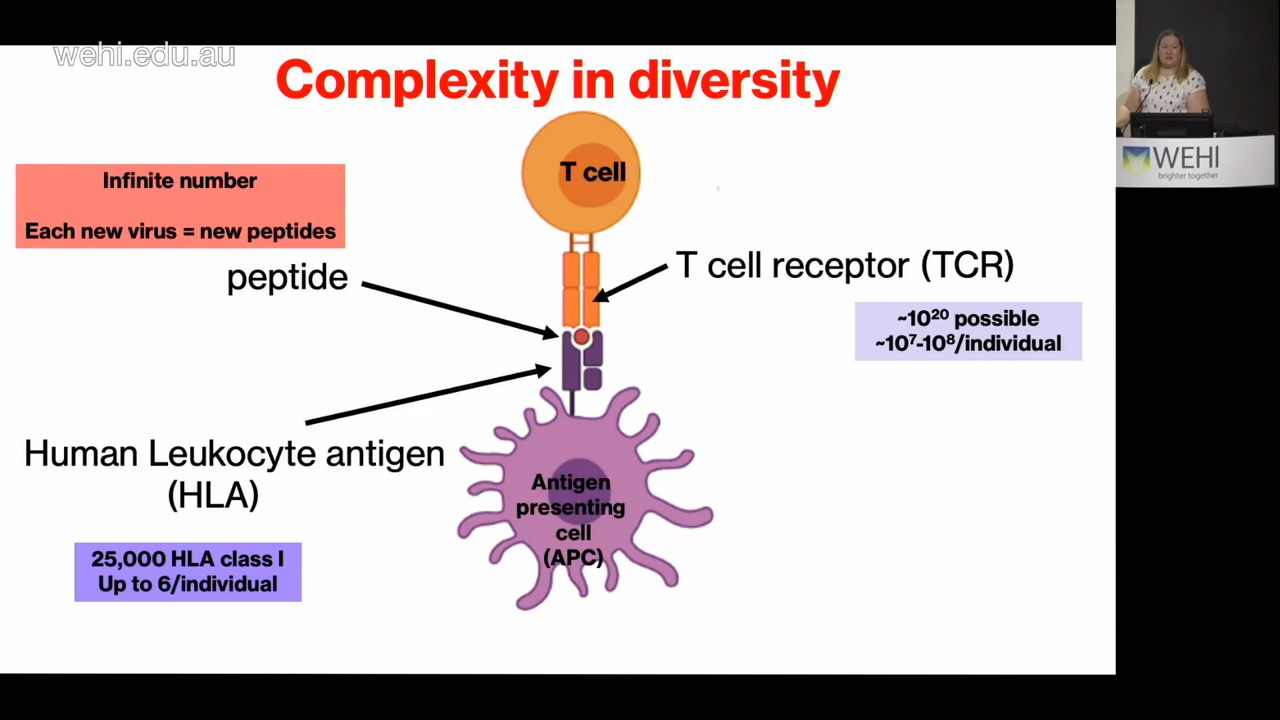 wehi.edu.au
Complexity in diversity
T cell
Infinite number
Each new virus = new peptides
peptide
T cell receptor (TCR)
~10²⁰ possible
~10⁷-10⁸/individual
Human Leukocyte antigen
(HLA)
25,000 HLA class I
Up to 6/individual
Antigen
presenting
cell
(APC)
WEHI
brighter together